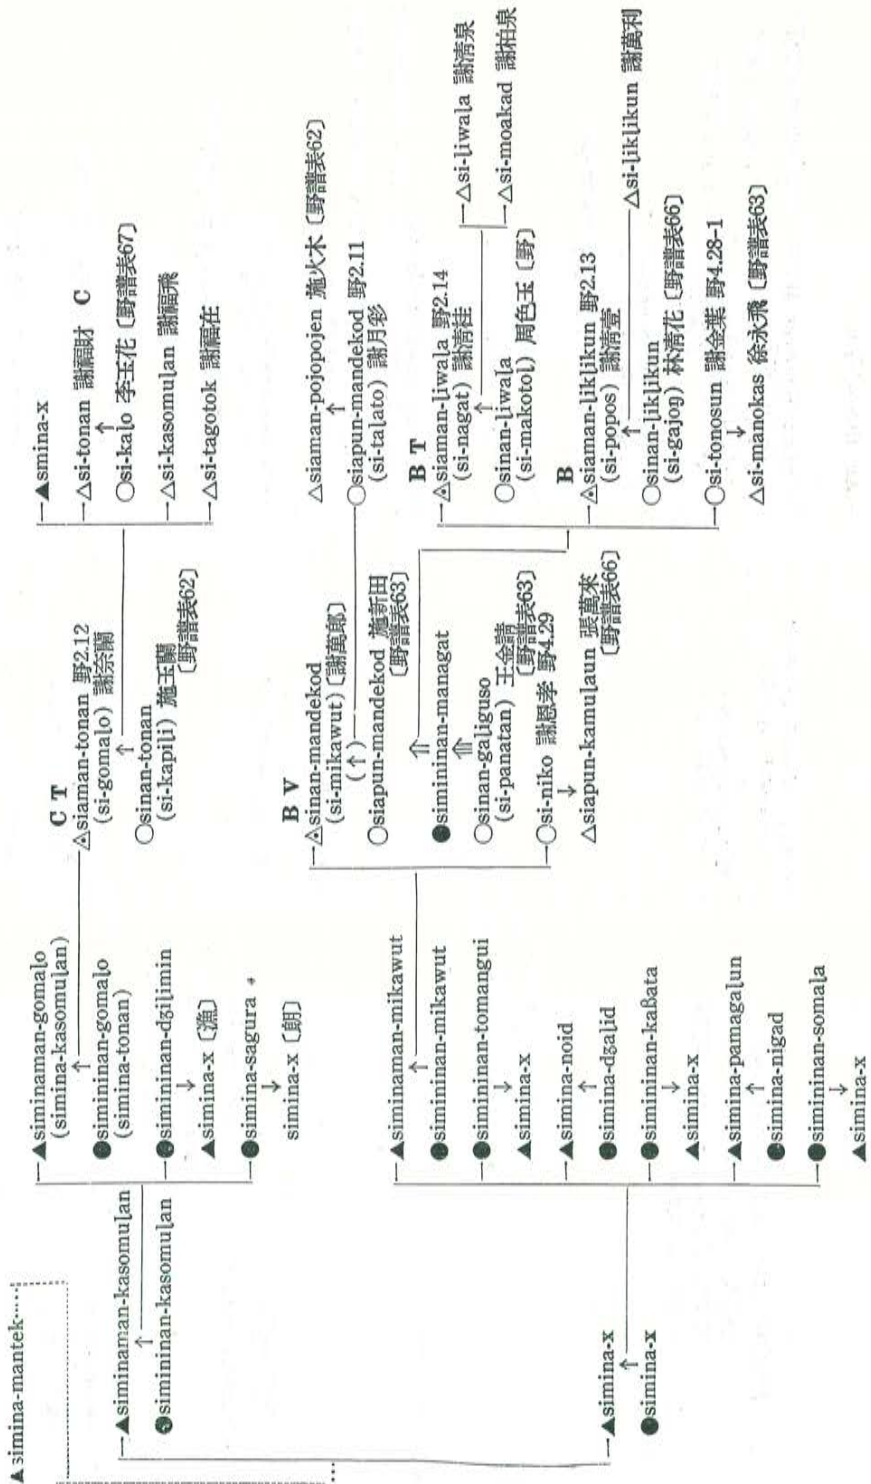 ▲simina-mantek……
…
▲siminaman-kasomuḷan
↑
●simininan-kasomuḷan
▲simina-x
↑
●simina-x
▲siminaman-gomaḷo
(simina-kasomuḷan)
↑
●simininan-gomaḷo
(simina-tonan)
●simininan-dʒiḷimin
↓
▲simina-x〔漁〕
●simina-sagura
↓
simina-x〔朗〕
▲siminaman-mikawut
↑
●simininan-mikawut
●simininan-tomangui
↓
▲simina-x
▲simina-noid
↑
●simina-dʒaḷid
●simininan-kaβata
↓
▲simina-x
▲simina-pamagaḷun
↑
●simina-nigad
●simininan-somaḷa
↓
▲simina-x
C T
△siaman-tonan 野2.12
(si-gomaḷo) 謝奈蘭
↑
○sinan-tonan
(si-kapiḷi) 施玉蘭
〔野譜表62〕
B V
△sinan-mandekod
(si-mikawut)〔謝萬郎〕
(↑)
○siapun-mandekod 施新田
〔野譜表63〕
⇑
●simininan-managat
⇑
○sinan-gaḷiguso
(si-panatan) 王金請
〔野譜表63〕
○si-niko 謝恩孝 野4.29
↓
△siapun-kamuḷaun 張萬來
〔野譜表66〕
▲smina-x
△si-tonan 謝福財 C
↑
○si-kaḷo 李玉花〔野譜表67〕
△si-kasomuḷan 謝福飛
△si-tagotok 謝福在
△siaman-pojopojen 施火木〔野譜表62〕
↑
○siapun-mandekod 野2.11
(si-taḷato) 謝月彩
B T
△siaman-ḷiwaḷa 野2.14
(si-nagat) 謝清桂
↑
○sinan-ḷiwaḷa
(si-makotoḷ) 周色玉〔野〕
B
△siaman-ḷikḷikun 野2.13
(si-popos) 謝清壹
↑
○sinan-ḷikḷikun
(si-gajoŋ) 林清花〔野譜表66〕
○si-tonosun 謝金葉 野4.28-1
↓
△si-manokas 徐永飛〔野譜表63〕
△si-ḷiwaḷa 謝清泉
△si-moakad 謝柏泉
△si-ḷikḷikun 謝萬利